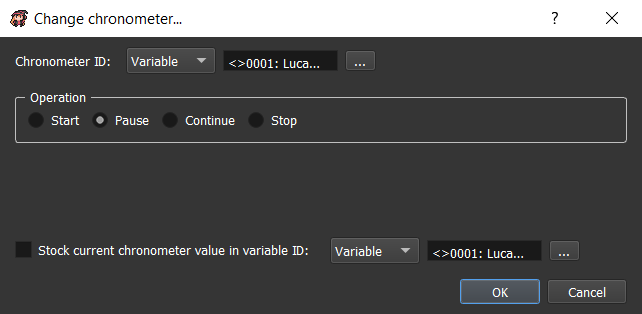 Change chronometer...
?
Chronometer ID: Variable <>0001: Luca... ...
Operation
Start Pause Continue Stop
Stock current chronometer value in variable ID: Variable <>0001: Luca... ...
OK Cancel